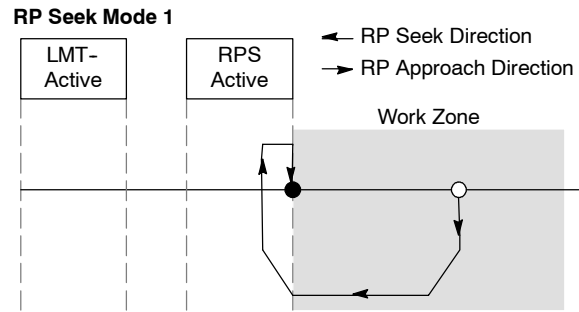 RP Seek Mode 1
LMT-
Active
RPS
Active
RP Seek Direction
RP Approach Direction
Work Zone